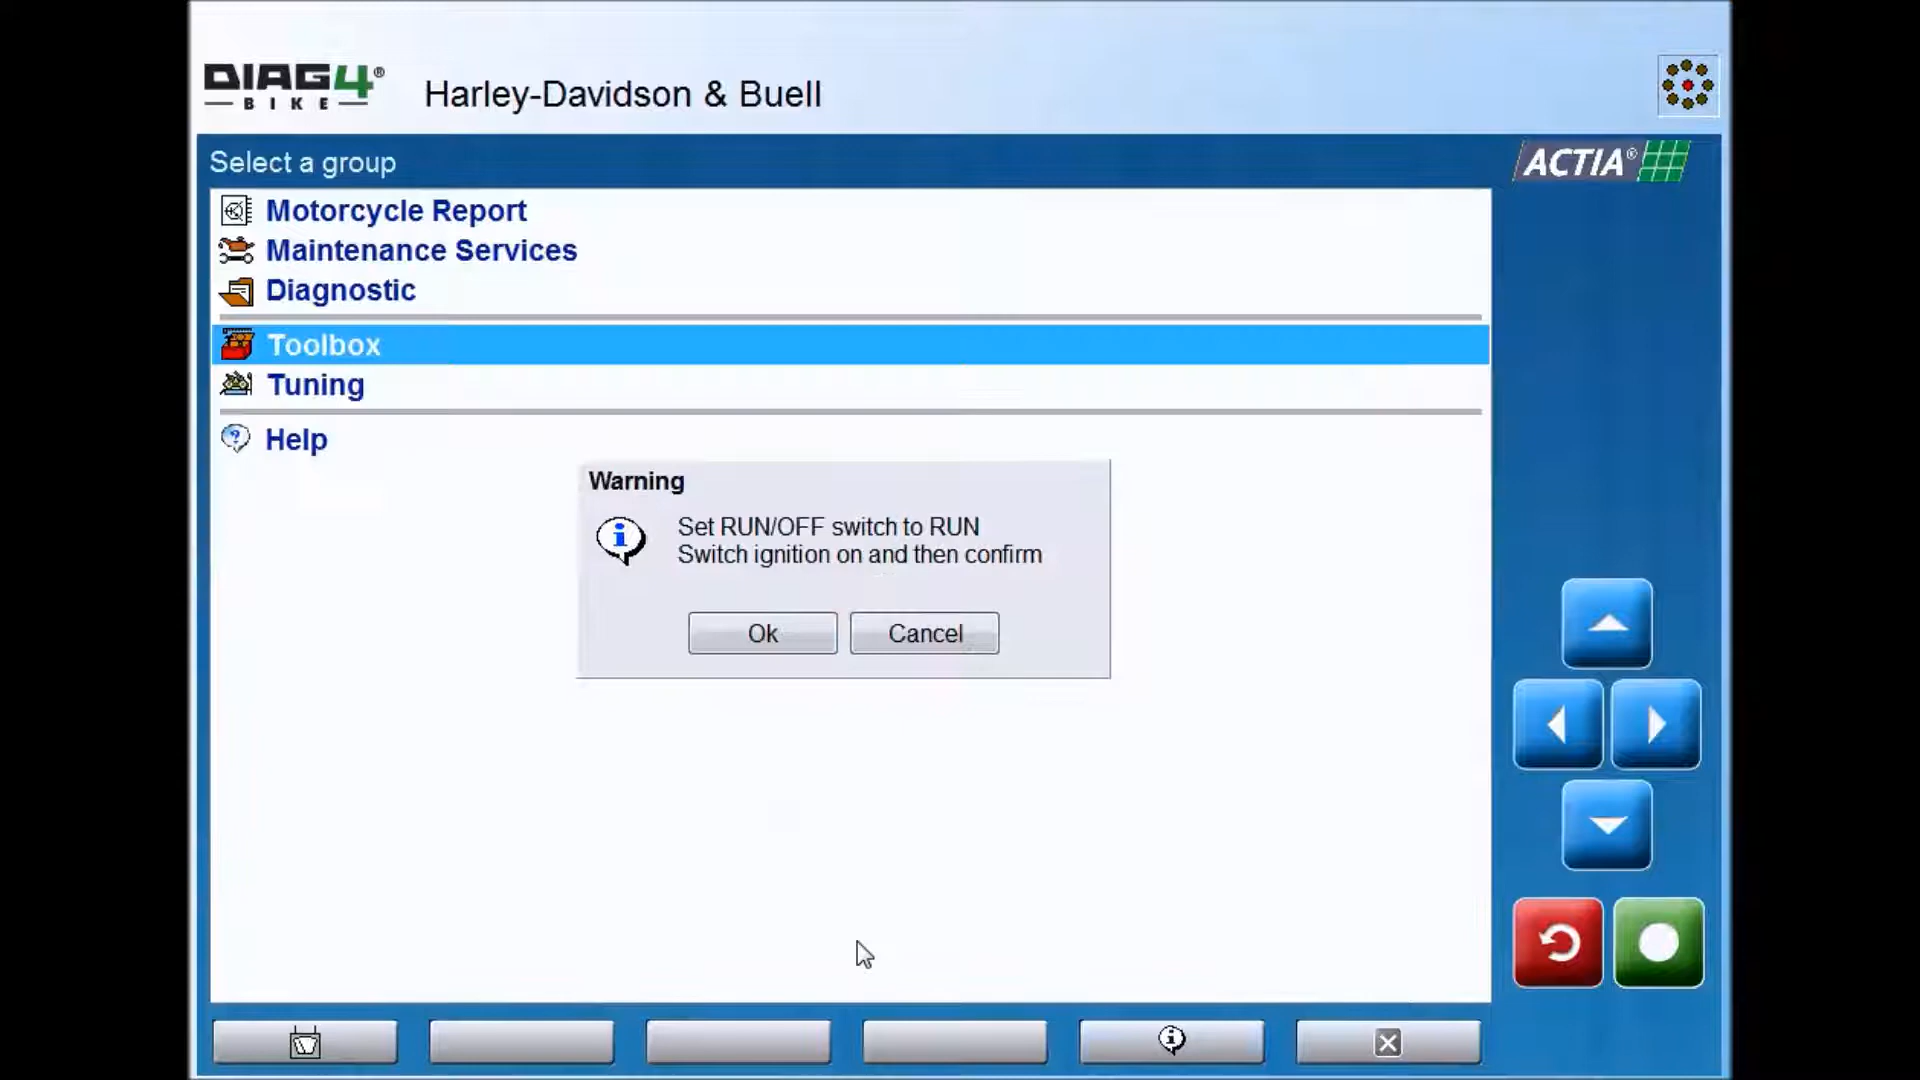 DIAG4®
BIKE
Harley-Davidson & Buell
Select a group
ACTIA®
Motorcycle Report
Maintenance Services
Diagnostic
Toolbox
Tuning
Help
Warning
Set RUN/OFF switch to RUN
Switch ignition on and then confirm
Ok
Cancel